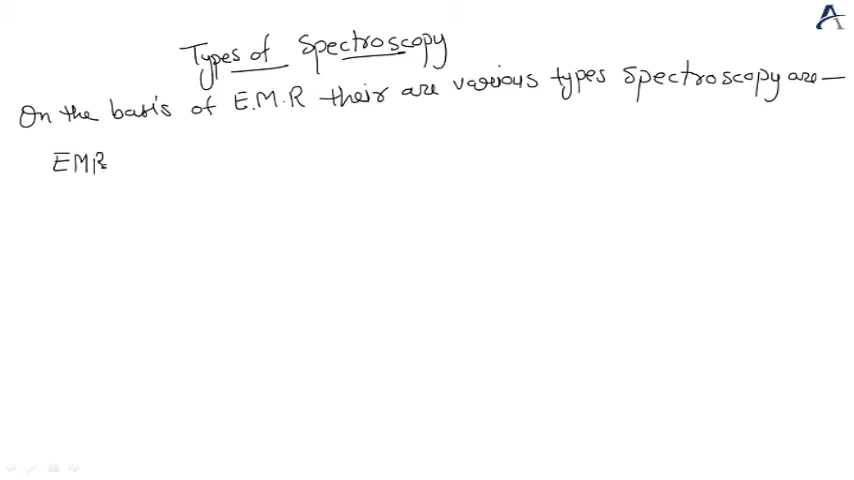 Types of Spectroscopy
On the basis of E.M.R their are various types spectroscopy are —
EMR